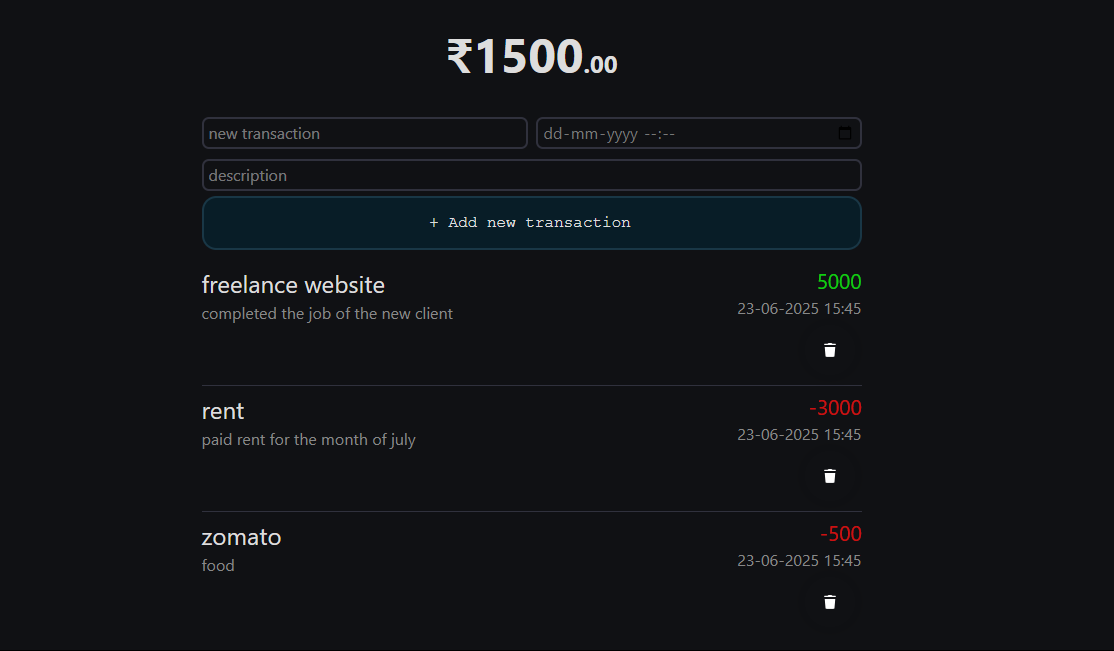 ₹1500.00
new transaction dd-mm-yyyy --:--
description
+ Add new transaction
freelance website 5000
completed the job of the new client 23-06-2025 15:45
rent -3000
paid rent for the month of july 23-06-2025 15:45
zomato -500
food 23-06-2025 15:45